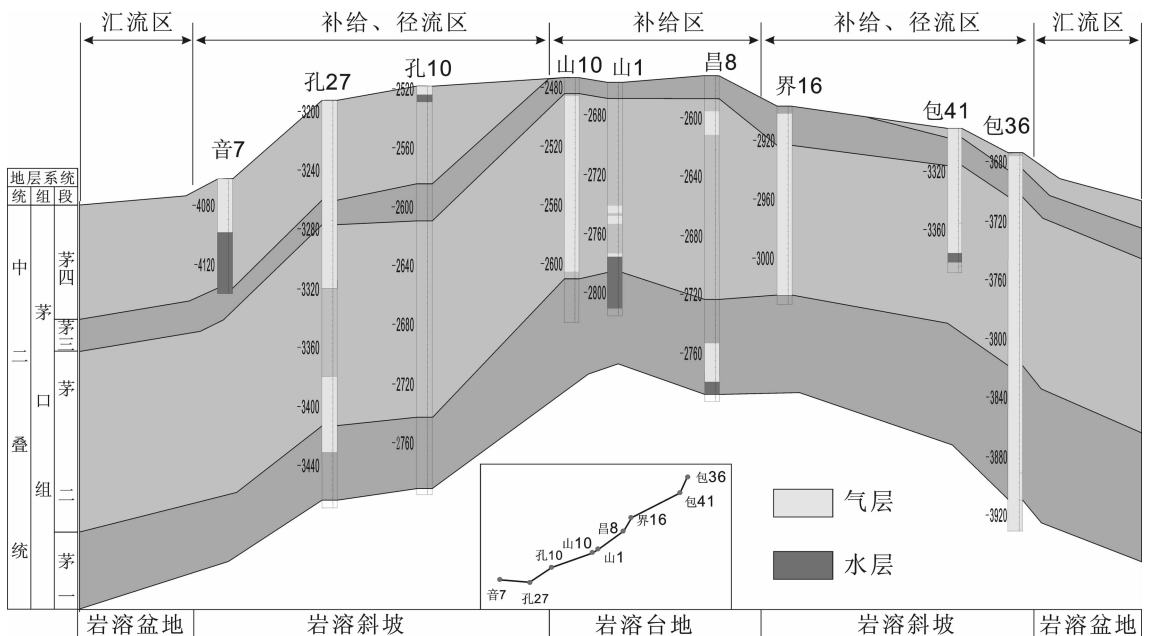 汇流区 补给、径流区 补给区 补给、径流区 汇流区
音7 孔27 孔10 山10 山1 昌8 界16 包41 包36
地层系统
统 组 段
中二叠统
茅口组
茅四
茅三
茅二
茅一
-4080
-4120
-3200
-3240
-3280
-3320
-3360
-3400
-3440
-2520
-2560
-2600
-2640
-2680
-2720
-2760
-2480
-2520
-2560
-2600
-2680
-2720
-2760
-2800
-2600
-2640
-2680
-2720
-2760
-2920
-2960
-3000
-3320
-3360
-3680
-3720
-3760
-3800
-3840
-3880
-3920
包36
包41
界16
昌8
山10
山1
孔10
孔27
音7
气层
水层
岩溶盆地 岩溶斜坡 岩溶台地 岩溶斜坡 岩溶盆地